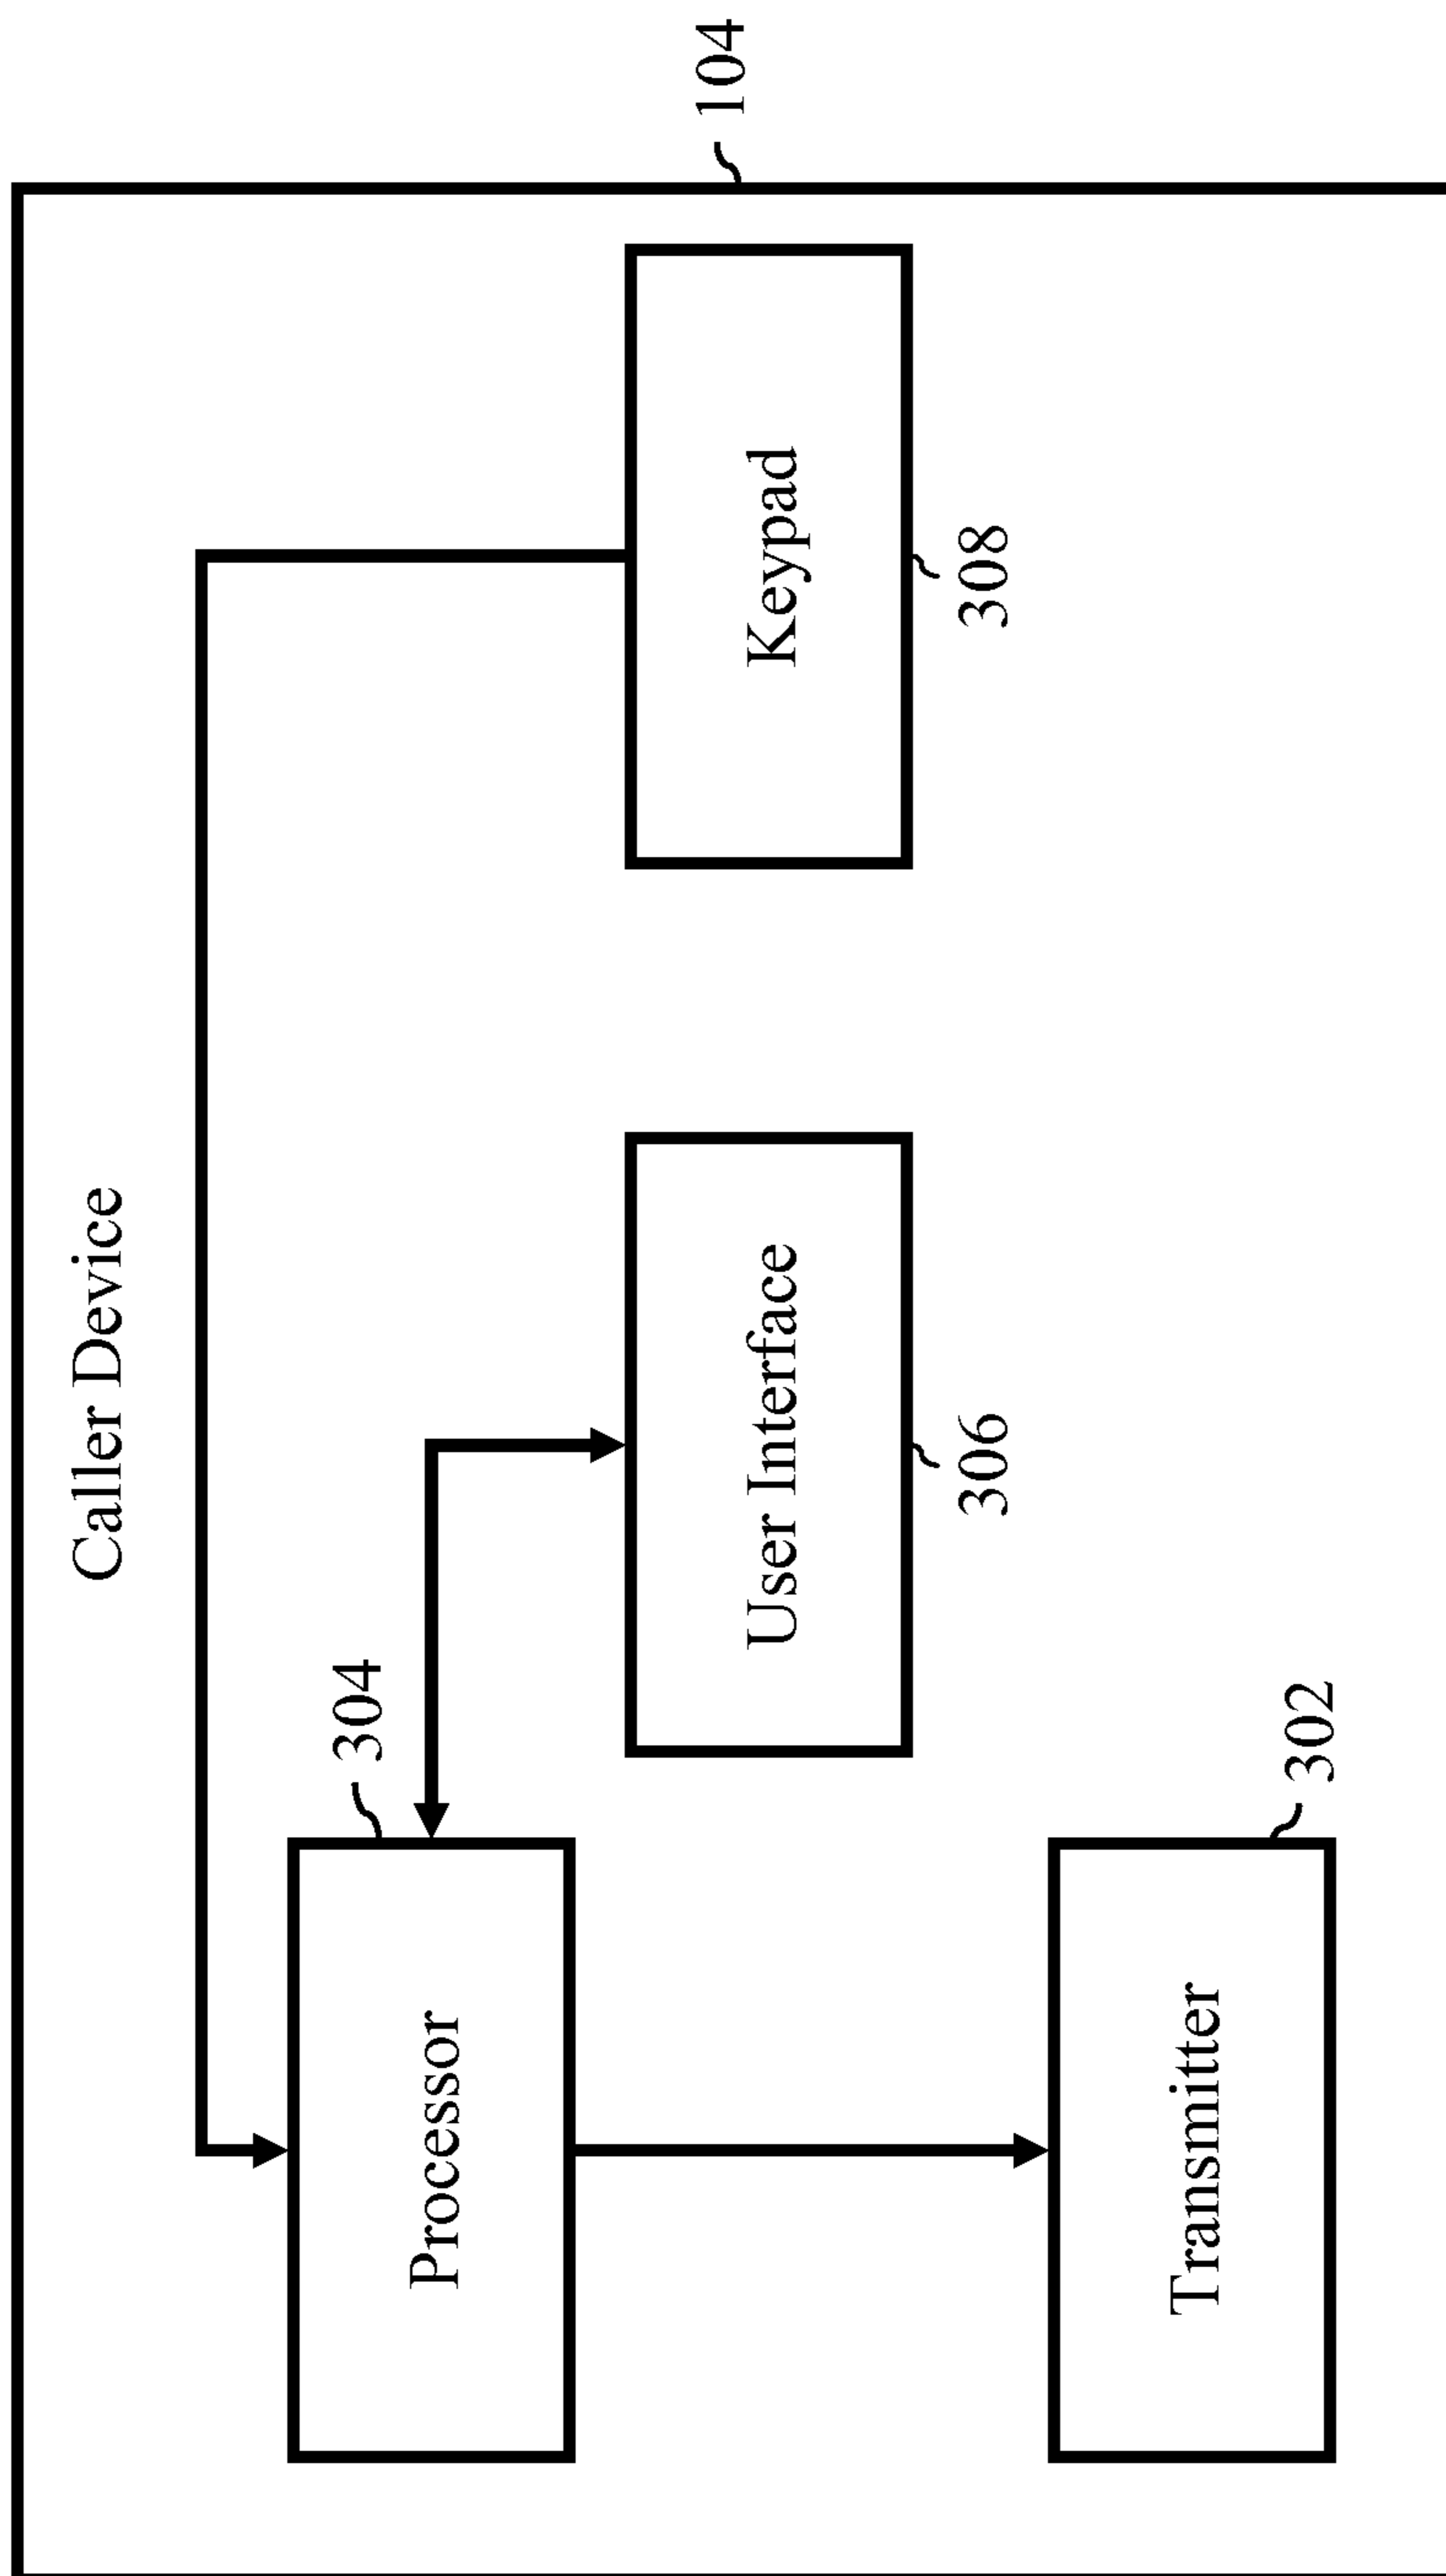 Caller Device
104
Processor
304
User Interface
306
Keypad
308
Transmitter
302